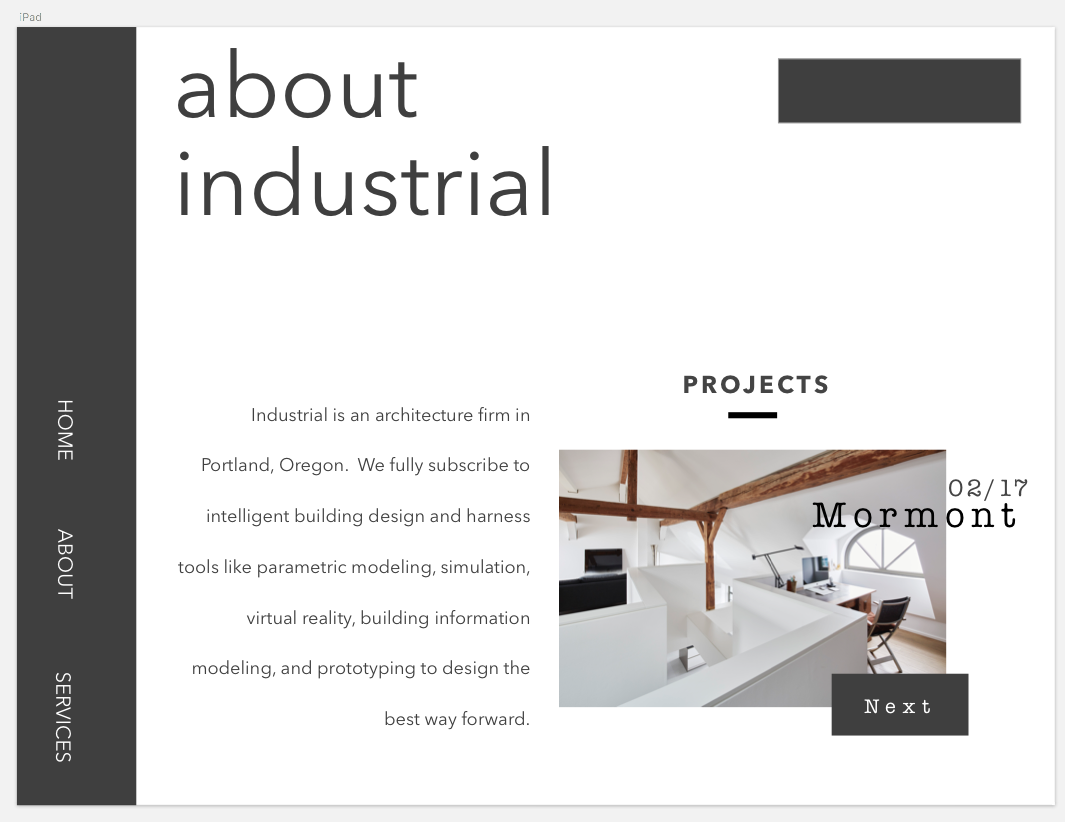 iPad
about
industrial
HOME
ABOUT
SERVICES
Industrial is an architecture firm in
Portland, Oregon.  We fully subscribe to
intelligent building design and harness
tools like parametric modeling, simulation,
virtual reality, building information
modeling, and prototyping to design the
best way forward.
PROJECTS
02/17
Mormont
Next